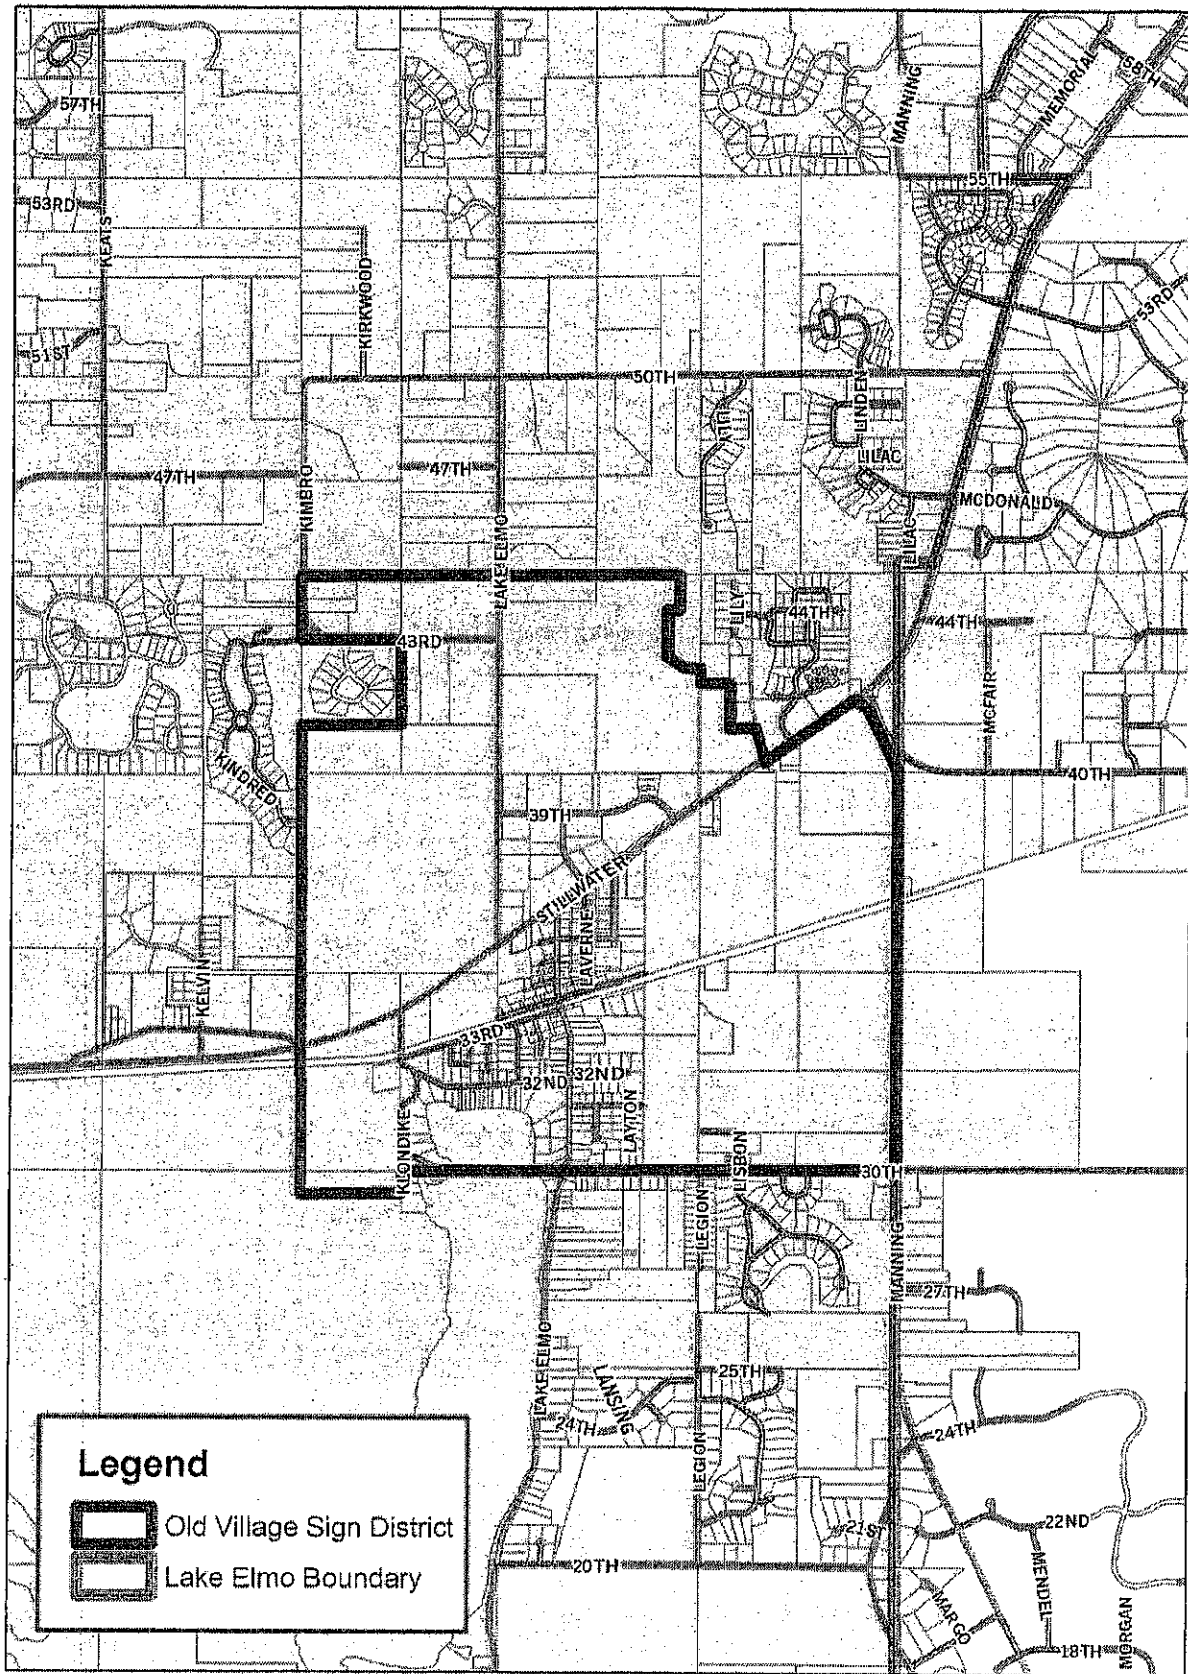 57TH
MANNING
MEMORIAL
58TH
55TH
53RD
KEATS
KIRKWOOD
53RD
51ST
50TH
LINDEN
LILAC
47TH
KIMBRO
47TH
MCDONALD
LAKE ELMO
LILAC
LILY
44TH
44TH
43RD
MCFAIR
KINDRED
40TH
39TH
STILLWATER
LAVERNE
KELVIN
33RD
32ND
32ND
LAYTON
KLONDIKE
LISBON
30TH
LEGION
MANNING
27TH
LAKE ELMO
LANSING
25TH
24TH
24TH
LEGION
21ST
22ND
20TH
MENDEL
MARGO
MORGAN
18TH
Legend
Old Village Sign District
Lake Elmo Boundary